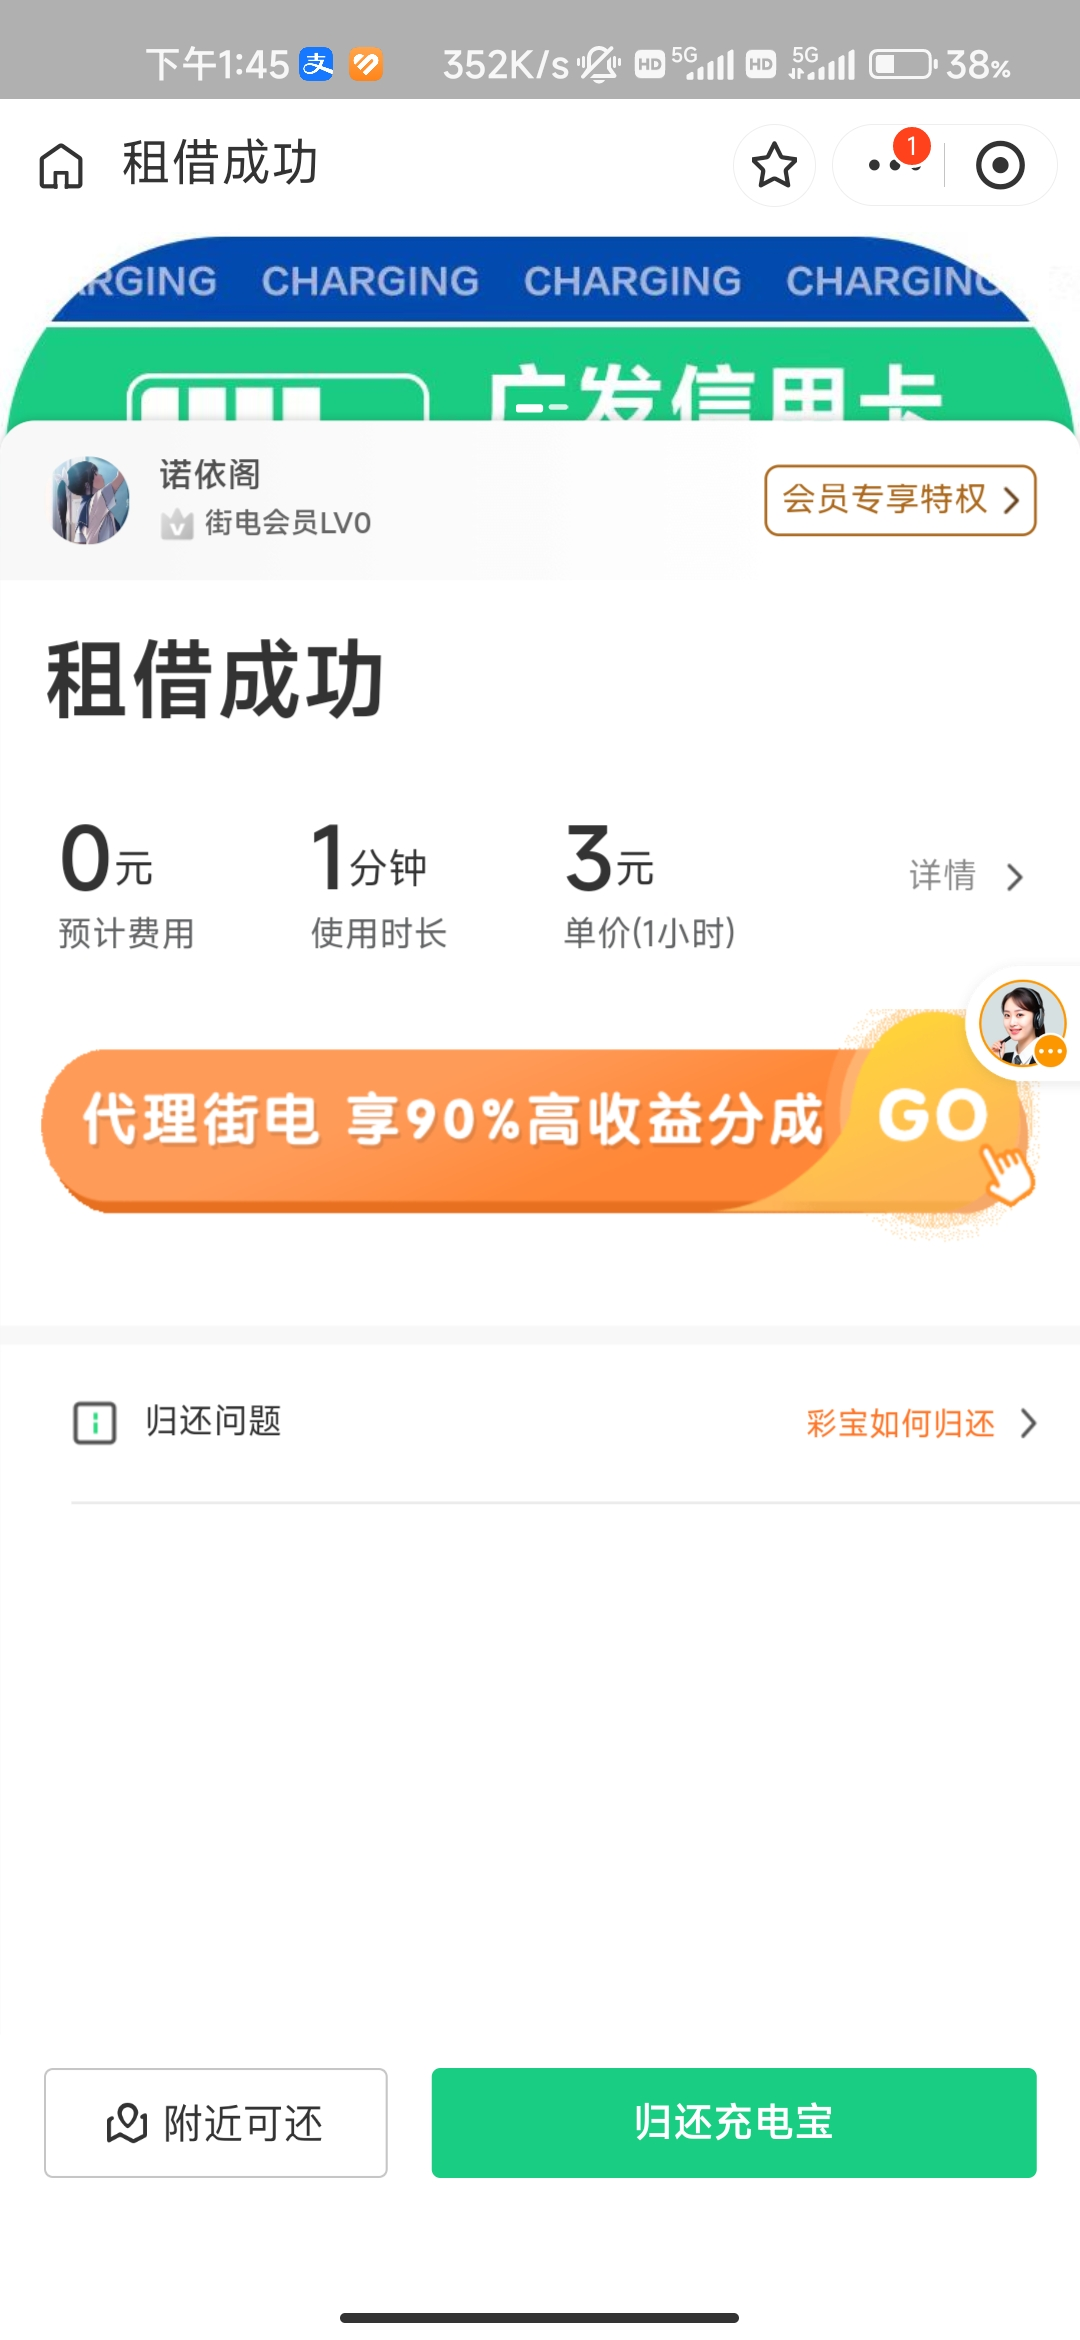 下午1:45 支 352K/s HD 5G HD 5G 38%
租借成功
1
RGING CHARGING CHARGING CHARGING
广发信用卡
诺依阁
街电会员LV0
会员专享特权
租借成功
0元 1分钟 3元
详情
预计费用 使用时长 单价(1小时)
代理街电 享90%高收益分成 GO
归还问题 彩宝如何归还
附近可还 归还充电宝